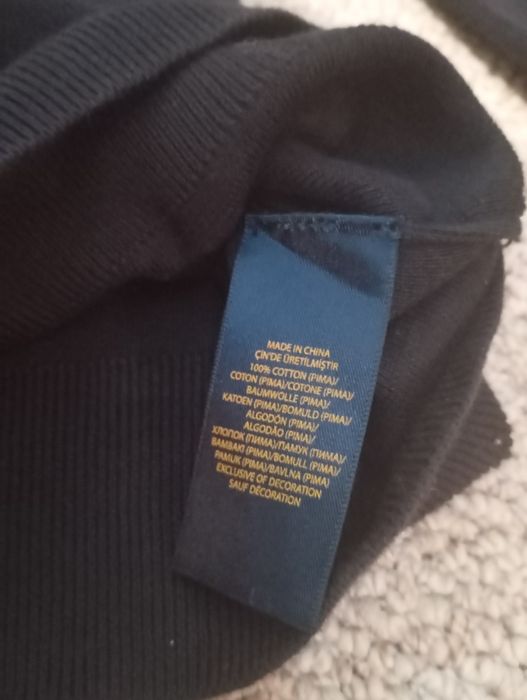 MADE IN CHINA
ÇİN'DE ÜRETİLMİŞTİR
100% COTTON (PIMA)/
COTON (PIMA)/COTONE (PIMA)/
BAUMWOLLE (PIMA)/
KATOEN (PIMA)/BOMULD (PIMA)/
ALGODÓN (PIMA)/
ALGODÃO (PIMA)/
ХЛОПОК (ПИМА)/ПАМУК (ПИМА)/
BAMBAKI (PIMA)/BOMULL (PIMA)/
PAMUK (PIMA)/BAVLNA (PIMA)
EXCLUSIVE OF DECORATION
SAUF DÉCORATION